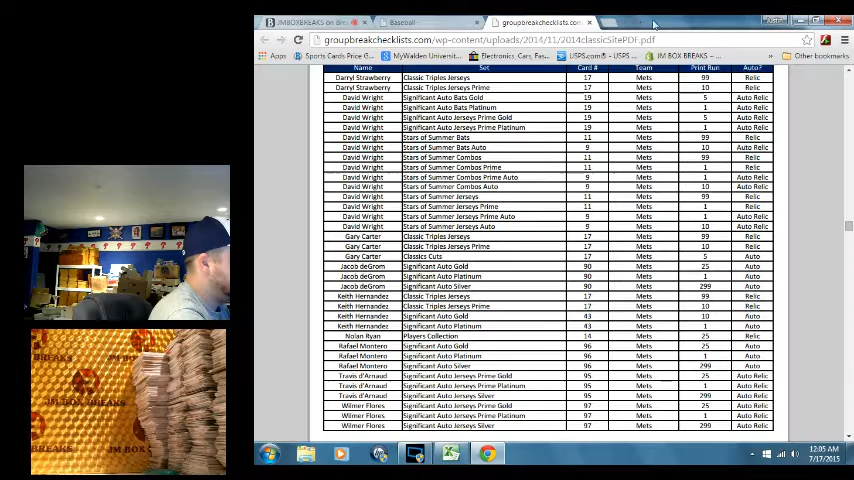 JMBOXBREAKS on Bre
Baseball
groupbreakchecklists.com/
groupbreakchecklists.com/wp-content/uploads/2014/11/2014classicSitePDF.pdf
Apps
Sports Cards Price G...
MyWalden University
Electronics, Cars, Fa...
USPS.com® - USPS ...
JM BOX BREAKS - ...
»
Other bookmarks
Name Set Card # Team Print Run Auto?
Darryl Strawberry Classic Triples Jerseys 17 Mets 99 Relic
Darryl Strawberry Classic Triples Jerseys Prime 17 Mets 10 Relic
David Wright Significant Auto Bats Gold 19 Mets 5 Auto Relic
David Wright Significant Auto Bats Platinum 19 Mets 1 Auto Relic
David Wright Significant Auto Jerseys Prime Gold 19 Mets 5 Auto Relic
David Wright Significant Auto Jerseys Prime Platinum 19 Mets 1 Auto Relic
David Wright Stars of Summer Bats 11 Mets 99 Relic
David Wright Stars of Summer Bats Auto 9 Mets 10 Auto Relic
David Wright Stars of Summer Combos 11 Mets 99 Relic
David Wright Stars of Summer Combos Prime 11 Mets 1 Relic
David Wright Stars of Summer Combos Prime Auto 9 Mets 1 Auto Relic
David Wright Stars of Summer Combos Auto 9 Mets 10 Auto Relic
David Wright Stars of Summer Jerseys 11 Mets 99 Relic
David Wright Stars of Summer Jerseys Prime 11 Mets 1 Relic
David Wright Stars of Summer Jerseys Prime Auto 9 Mets 1 Auto Relic
David Wright Stars of Summer Jerseys Auto 9 Mets 10 Auto Relic
Gary Carter Classic Triples Jerseys 17 Mets 99 Relic
Gary Carter Classic Triples Jerseys Prime 17 Mets 10 Relic
Gary Carter Classics Cuts Mets 5 Auto
Jacob deGrom Significant Auto Gold 90 Mets 25 Auto
Jacob deGrom Significant Auto Platinum 90 Mets 1 Auto
Jacob deGrom Significant Auto Silver 90 Mets 299 Auto
Keith Hernandez Classic Triples Jerseys 17 Mets 99 Relic
Keith Hernandez Classic Triples Jerseys Prime 17 Mets 10 Relic
Keith Hernandez Significant Auto Gold 43 Mets 10 Auto
Keith Hernandez Significant Auto Platinum 43 Mets 1 Auto
Nolan Ryan Players Collection 14 Mets 25 Relic
Rafael Montero Significant Auto Gold 96 Mets 25 Auto
Rafael Montero Significant Auto Platinum 96 Mets 1 Auto
Rafael Montero Significant Auto Silver 96 Mets 299 Auto
Travis d'Arnaud Significant Auto Jerseys Prime Gold 95 Mets 25 Auto Relic
Travis d'Arnaud Significant Auto Jerseys Prime Platinum 95 Mets 1 Auto Relic
Travis d'Arnaud Significant Auto Jerseys Silver 95 Mets 299 Auto Relic
Wilmer Flores Significant Auto Jerseys Prime Gold 97 Mets 25 Auto Relic
Wilmer Flores Significant Auto Jerseys Prime Platinum 97 Mets 1 Auto Relic
Wilmer Flores Significant Auto Jerseys Silver 97 Mets 299 Auto Relic
12:05 AM
7/17/2015
BREAKS
JM BO
JM BOX BREAKS
JM BOX